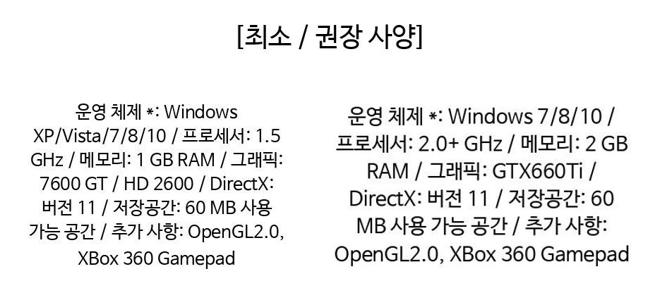 [최소 / 권장 사양]
운영 체제 *: Windows
XP/Vista/7/8/10 / 프로세서: 1.5
GHz / 메모리: 1 GB RAM / 그래픽:
7600 GT / HD 2600 / DirectX:
버전 11 / 저장공간: 60 MB 사용
가능 공간 / 추가 사항: OpenGL2.0,
XBox 360 Gamepad
운영 체제 *: Windows 7/8/10 /
프로세서: 2.0+ GHz / 메모리: 2 GB
RAM / 그래픽: GTX660Ti /
DirectX: 버전 11 / 저장공간: 60
MB 사용 가능 공간 / 추가 사항:
OpenGL2.0, XBox 360 Gamepad